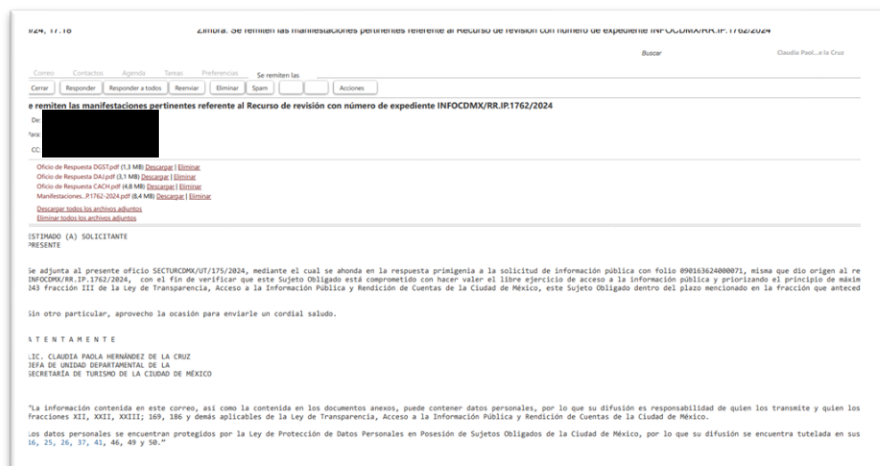 024, 17:18 Zimbra: Se remiten las manifestaciones pertinentes referente al Recurso de revisión con número de expediente INFOCDMX/RR.IP.1762/2024
Buscar Claudia Paol...e la Cruz
Correo Contactos Agenda Tareas Preferencias Se remiten las
Cerrar Responder Responder a todos Reenviar Eliminar Spam Acciones
e remiten las manifestaciones pertinentes referente al Recurso de revisión con número de expediente INFOCDMX/RR.IP.1762/2024
De:
Para:
CC:
Oficio de Respuesta DGST.pdf (1,3 MB) Descargar | Eliminar
Oficio de Respuesta DAJ.pdf (3,1 MB) Descargar | Eliminar
Oficio de Respuesta CACH.pdf (4,8 MB) Descargar | Eliminar
Manifestaciones...P.1762-2024.pdf (8,4 MB) Descargar | Eliminar
Descargar todos los archivos adjuntos
Eliminar todos los archivos adjuntos
ESTIMADO (A) SOLICITANTE
PRESENTE
Se adjunta al presente oficio SECTURCDMX/UT/175/2024, mediante el cual se ahonda en la respuesta primigenia a la solicitud de información pública con folio 090163624000071, misma que dio origen al re
INFOCDMX/RR.IP.1762/2024, con el fin de verificar que este Sujeto Obligado está comprometido con hacer valer el libre ejercicio de acceso a la información pública y priorizando el principio de máxim
243 fracción III de la Ley de Transparencia, Acceso a la Información Pública y Rendición de Cuentas de la Ciudad de México, este Sujeto Obligado dentro del plazo mencionado en la fracción que anteced
Sin otro particular, aprovecho la ocasión para enviarle un cordial saludo.
A T E N T A M E N T E
LIC. CLAUDIA PAOLA HERNÁNDEZ DE LA CRUZ
JEFA DE UNIDAD DEPARTAMENTAL DE LA
SECRETARÍA DE TURISMO DE LA CIUDAD DE MÉXICO
"La información contenida en este correo, así como la contenida en los documentos anexos, puede contener datos personales, por lo que su difusión es responsabilidad de quien los transmite y quien los
fracciones XII, XXII, XXIII; 169, 186 y demás aplicables de la Ley de Transparencia, Acceso a la Información Pública y Rendición de Cuentas de la Ciudad de México.
Los datos personales se encuentran protegidos por la Ley de Protección de Datos Personales en Posesión de Sujetos Obligados de la Ciudad de México, por lo que su difusión se encuentra tutelada en sus
16, 25, 26, 37, 41, 46, 49 y 50."